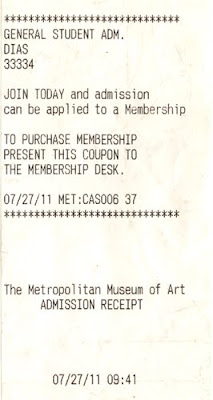 ****************************
GENERAL STUDENT ADM.
DIAS
33334
JOIN TODAY and admission
can be applied to a Membership
TO PURCHASE MEMBERSHIP
PRESENT THIS COUPON TO
THE MEMBERSHIP DESK.
07/27/11 MET:CAS006 37
****************************
The Metropolitan Museum of Art
ADMISSION RECEIPT
07/27/11 09:41